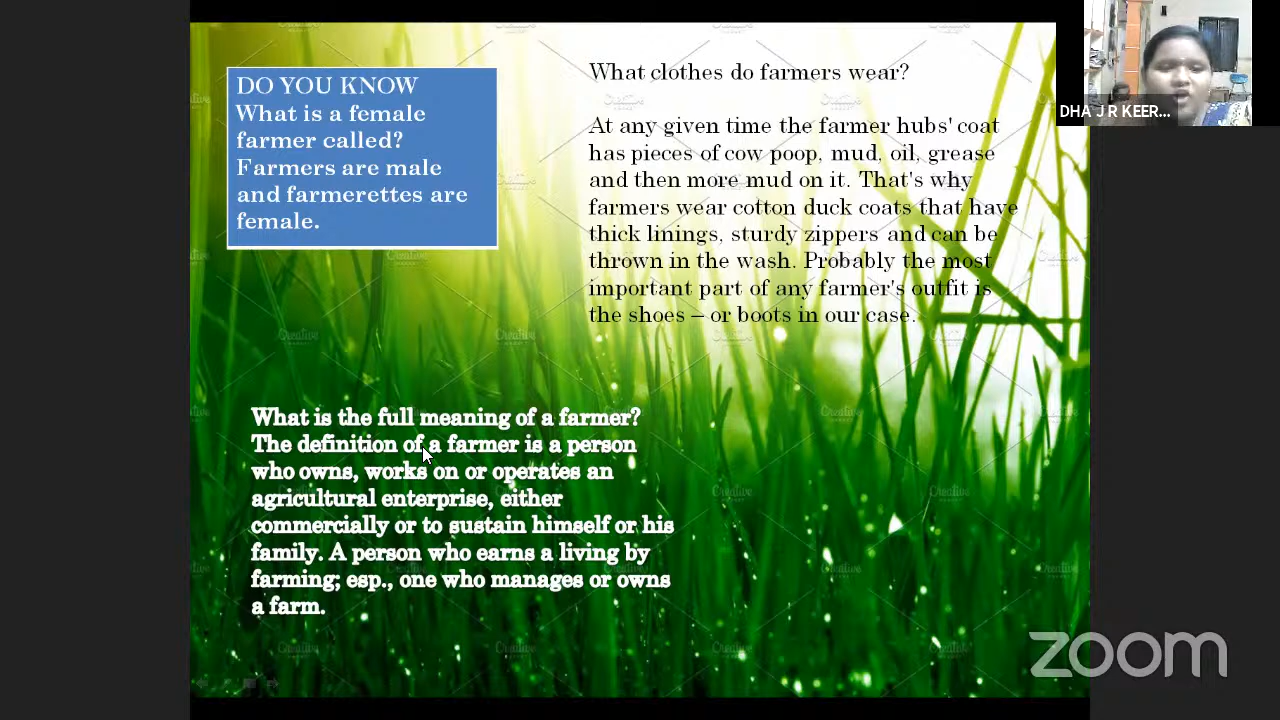 DO YOU KNOW
What is a female
farmer called?
Farmers are male
and farmerettes are
female.
What clothes do farmers wear?
At any given time the farmer hubs' coat
has pieces of cow poop, mud, oil, grease
and then more mud on it. That's why
farmers wear cotton duck coats that have
thick linings, sturdy zippers and can be
thrown in the wash. Probably the most
important part of any farmer's outfit is
the shoes – or boots in our case.
DHA J R KEER...
What is the full meaning of a farmer?
The definition of a farmer is a person
who owns, works on or operates an
agricultural enterprise, either
commercially or to sustain himself or his
family. A person who earns a living by
farming; esp., one who manages or owns
a farm.
zoom
Creative
Market